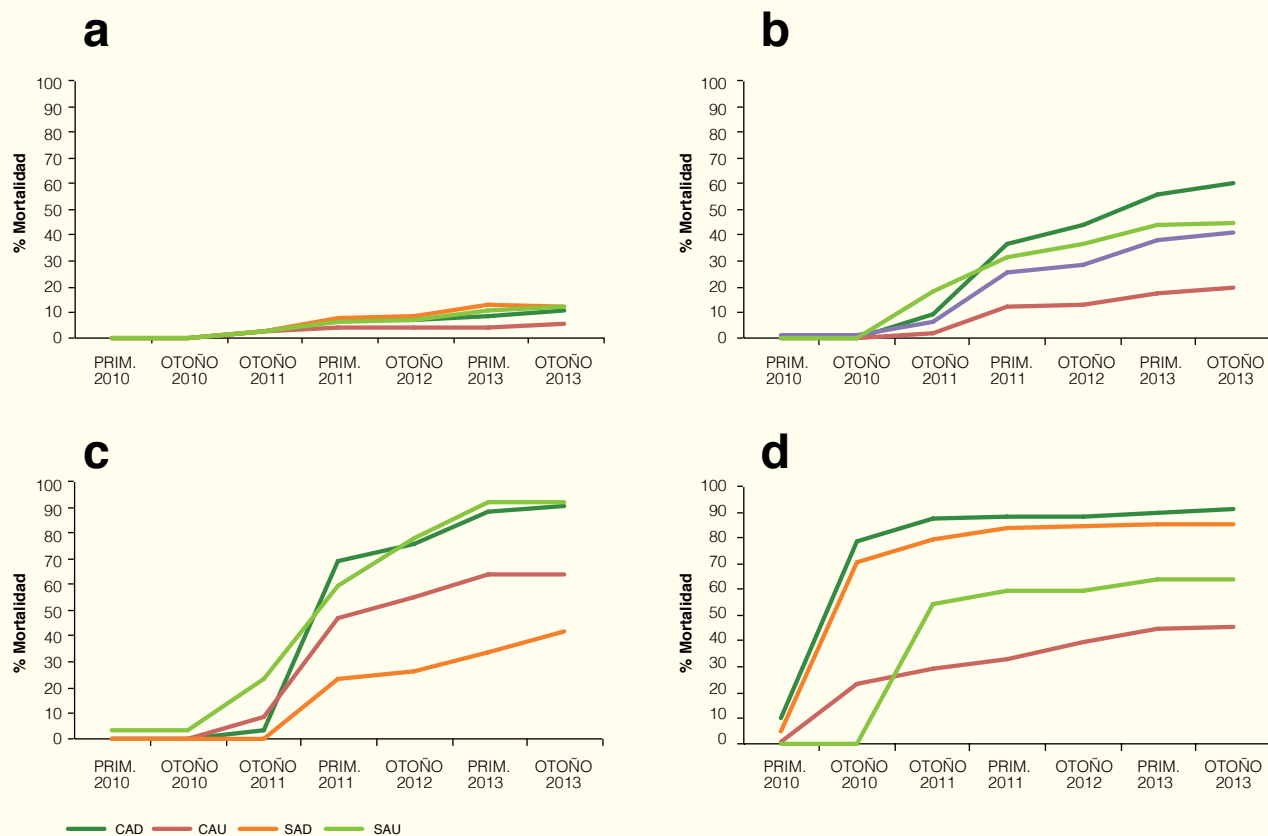 a
100
90
80
70
60
50
40
30
20
10
0
% Mortalidad
PRIM. 2010
OTOÑO 2010
OTOÑO 2011
PRIM. 2011
OTOÑO 2012
PRIM. 2013
OTOÑO 2013
b
100
90
80
70
60
50
40
30
20
10
0
% Mortalidad
PRIM. 2010
OTOÑO 2010
OTOÑO 2011
PRIM. 2011
OTOÑO 2012
PRIM. 2013
OTOÑO 2013
c
100
90
80
70
60
50
40
30
20
10
0
% Mortalidad
PRIM. 2010
OTOÑO 2010
OTOÑO 2011
PRIM. 2011
OTOÑO 2012
PRIM. 2013
OTOÑO 2013
d
100
90
80
70
60
50
40
30
20
10
0
% Mortalidad
PRIM. 2010
OTOÑO 2010
OTOÑO 2011
PRIM. 2011
OTOÑO 2012
PRIM. 2013
OTOÑO 2013
CAD CAU SAD SAU